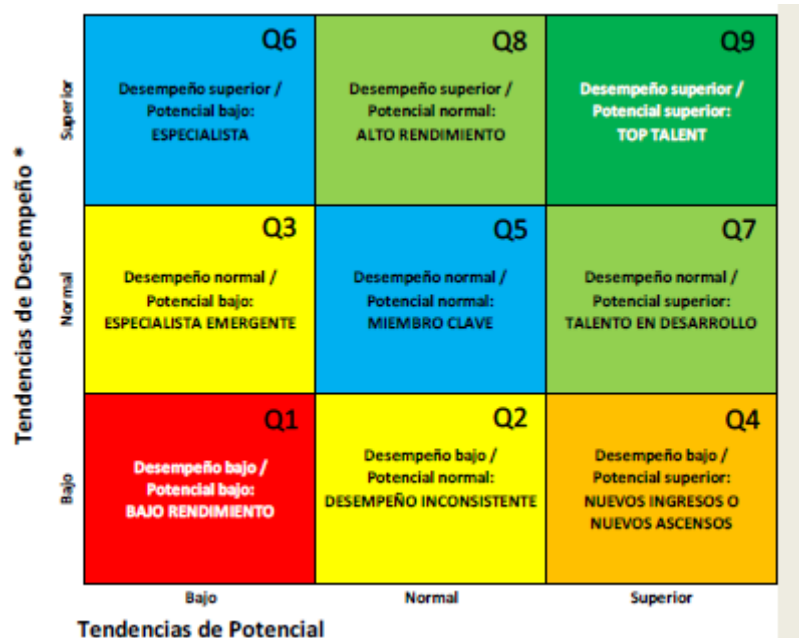 Tendencias de Desempeño *
Superior
Q6
Desempeño superior /
Potencial bajo:
ESPECIALISTA
Q8
Desempeño superior /
Potencial normal:
ALTO RENDIMIENTO
Q9
Desempeño superior /
Potencial superior:
TOP TALENT
Normal
Q3
Desempeño normal /
Potencial bajo:
ESPECIALISTA EMERGENTE
Q5
Desempeño normal /
Potencial normal:
MIEMBRO CLAVE
Q7
Desempeño normal /
Potencial superior:
TALENTO EN DESARROLLO
Bajo
Q1
Desempeño bajo /
Potencial bajo:
BAJO RENDIMIENTO
Q2
Desempeño bajo /
Potencial normal:
DESEMPEÑO INCONSISTENTE
Q4
Desempeño bajo /
Potencial superior:
NUEVOS INGRESOS O
NUEVOS ASCENSOS
Bajo
Normal
Superior
Tendencias de Potencial